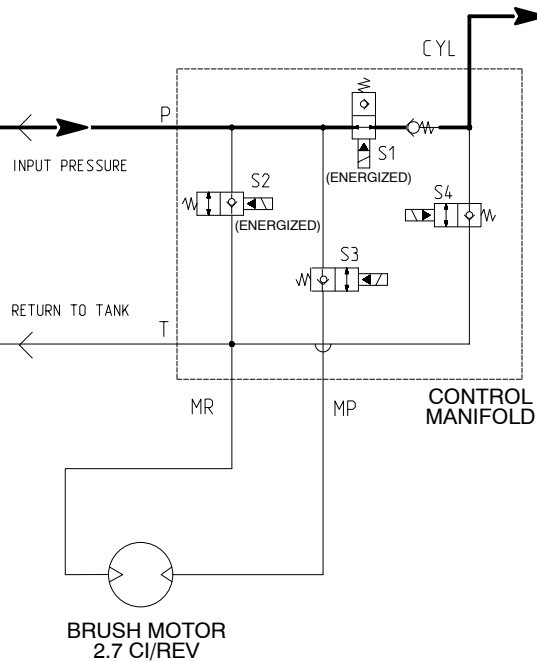 CYL
P
INPUT PRESSURE
S1
(ENERGIZED)
S2
(ENERGIZED)
S4
S3
RETURN TO TANK
T
CONTROL
MANIFOLD
MR
MP
BRUSH MOTOR
2.7 CI/REV